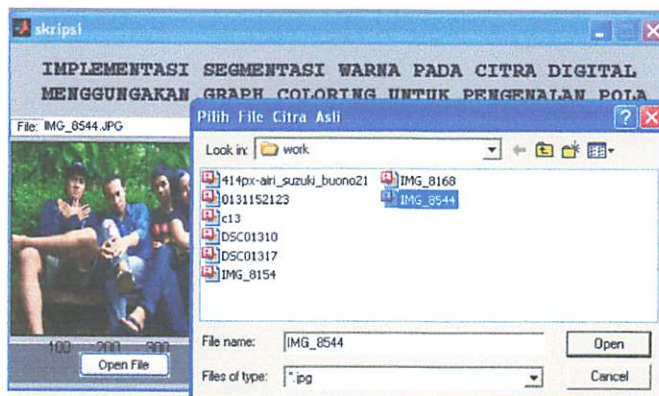 skripsi
IMPLEMENTASI SEGMENTASI WARNA PADA CITRA DIGITAL
MENGGUNGAKAN GRAPH COLORING UNTUK PENGENALAN POLA
File: IMG_8544.JPG
100 200 300
Open File
Pilih File Citra Asli
Look in: work
414px-airi_suzuki_buono21
0131152123
c13
DSC01310
DSC01317
IMG_8154
IMG_8168
IMG_8544
File name: IMG_8544 Open
Files of type: *.jpg Cancel